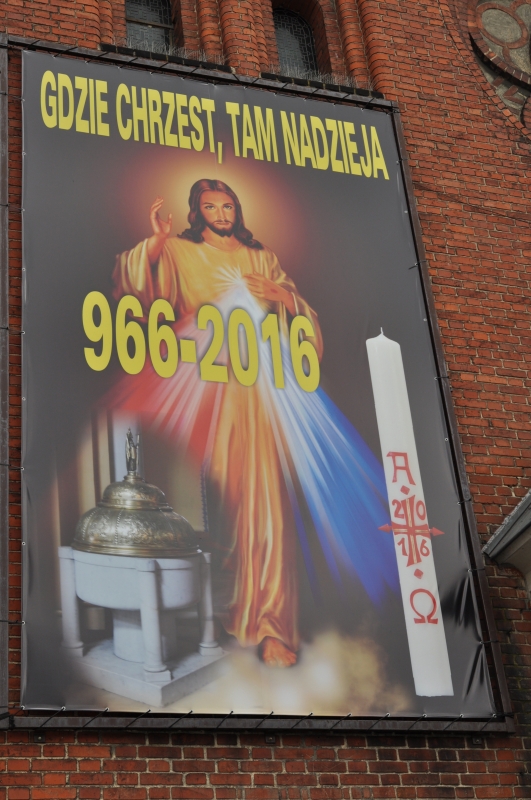 GDZIE CHRZEST, TAM NADZIEJA
966-2016
A
20
16
Ω